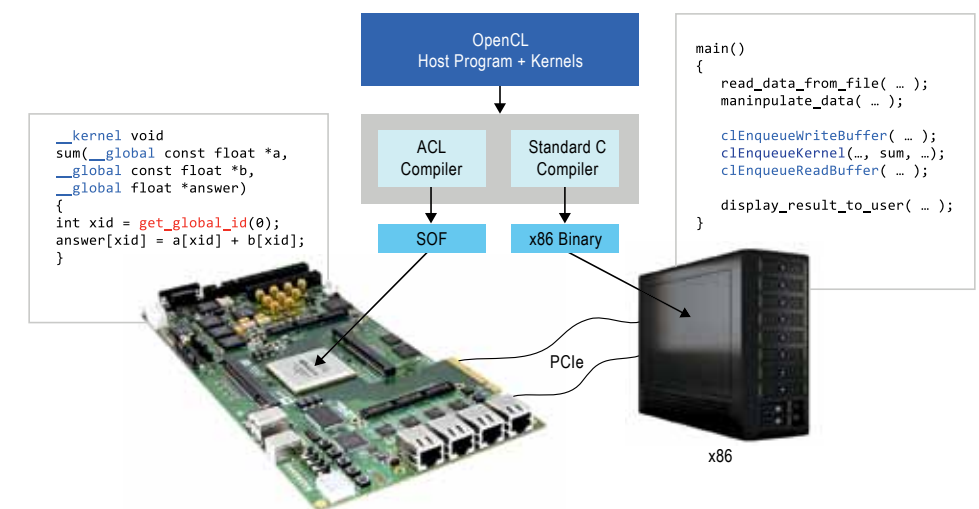 OpenCL
Host Program + Kernels
ACL
Compiler
Standard C
Compiler
SOF
x86 Binary
__kernel void
sum(__global const float *a,
__global const float *b,
__global float *answer)
{
int xid = get_global_id(0);
answer[xid] = a[xid] + b[xid];
}
main()
{
read_data_from_file( … );
maninpulate_data( … );
clEnqueueWriteBuffer( … );
clEnqueueKernel(…, sum, …);
clEnqueueReadBuffer( … );
display_result_to_user( … );
}
PCIe
x86